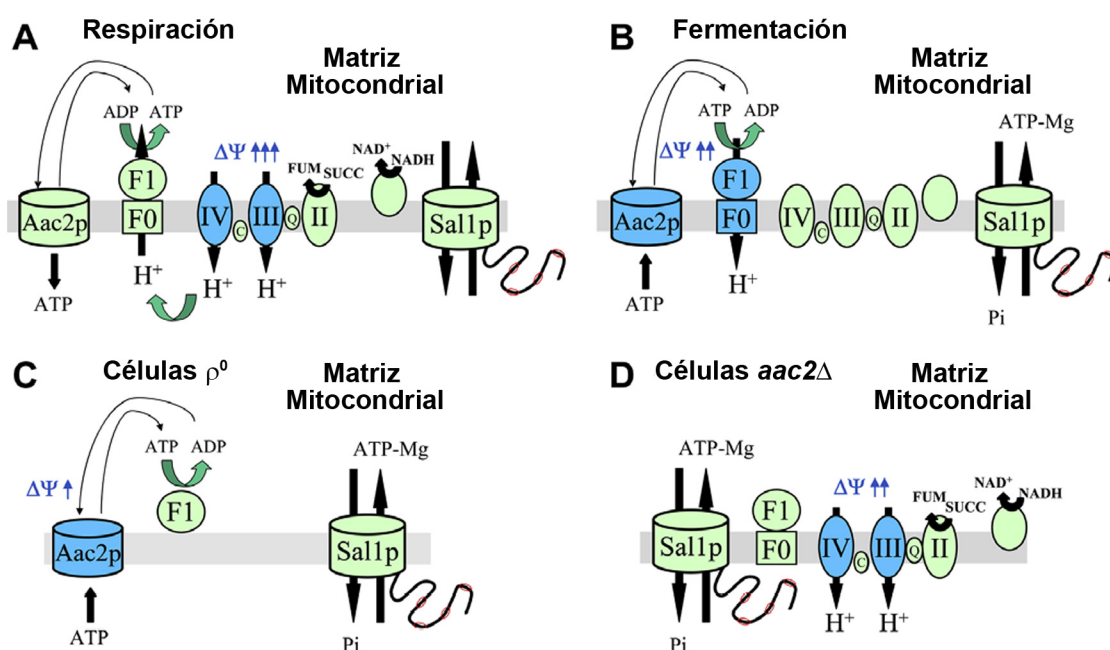 A Respiración
Matriz
Mitocondrial
ADP ATP
ΔΨ
FUM SUCC
NAD⁺ NADH
F1
IV III II
Aac2p F0 C Q Sal1p
H⁺
ATP
H⁺ H⁺
B Fermentación
Matriz
Mitocondrial
ATP ADP
ATP-Mg
ΔΨ
F1
IV III II
Aac2p F0 C Q Sal1p
ATP H⁺
Pi
C Células ρ⁰
Matriz
Mitocondrial
ATP ADP
ATP-Mg
ΔΨ
F1
Aac2p Sal1p
ATP
Pi
D Células aac2Δ
Matriz
Mitocondrial
ATP-Mg
ΔΨ
FUM SUCC
NAD⁺ NADH
F1
Sal1p F0 IV C III Q II
H⁺ H⁺
Pi